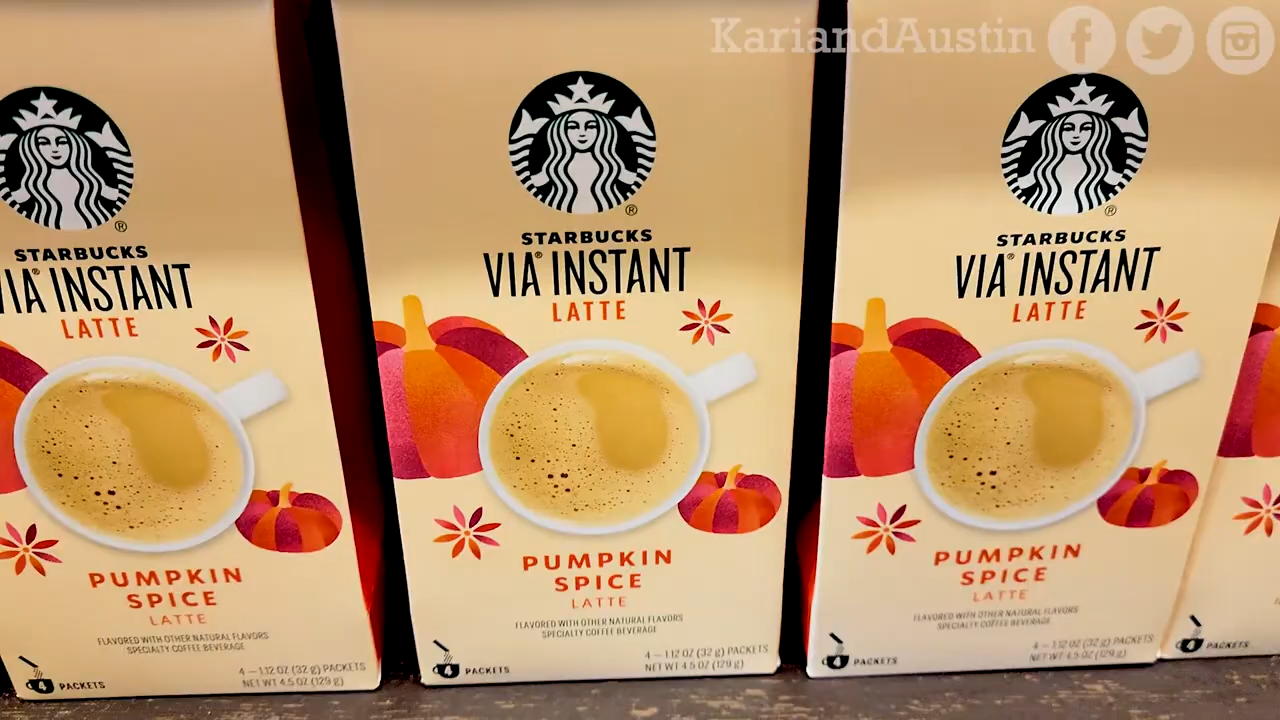 KariandAustin
STARBUCKS
VIA® INSTANT
LATTE
PUMPKIN
SPICE
LATTE
FLAVORED WITH OTHER NATURAL FLAVORS
SPECIALTY COFFEE BEVERAGE
4 PACKETS
4 – 1.12 OZ (32 g) PACKETS
NET WT 4.5 OZ (129 g)
®
STARBUCKS
VIA® INSTANT
LATTE
PUMPKIN
SPICE
LATTE
FLAVORED WITH OTHER NATURAL FLAVORS
SPECIALTY COFFEE BEVERAGE
4 PACKETS
4 – 1.12 OZ (32 g) PACKETS
NET WT 4.5 OZ (129 g)
®
STARBUCKS
VIA® INSTANT
LATTE
PUMPKIN
SPICE
LATTE
FLAVORED WITH OTHER NATURAL FLAVORS
SPECIALTY COFFEE BEVERAGE
4 PACKETS
4 – 1.12 OZ (32 g) PACKETS
NET WT 4.5 OZ (129 g)
®
4 PACKETS